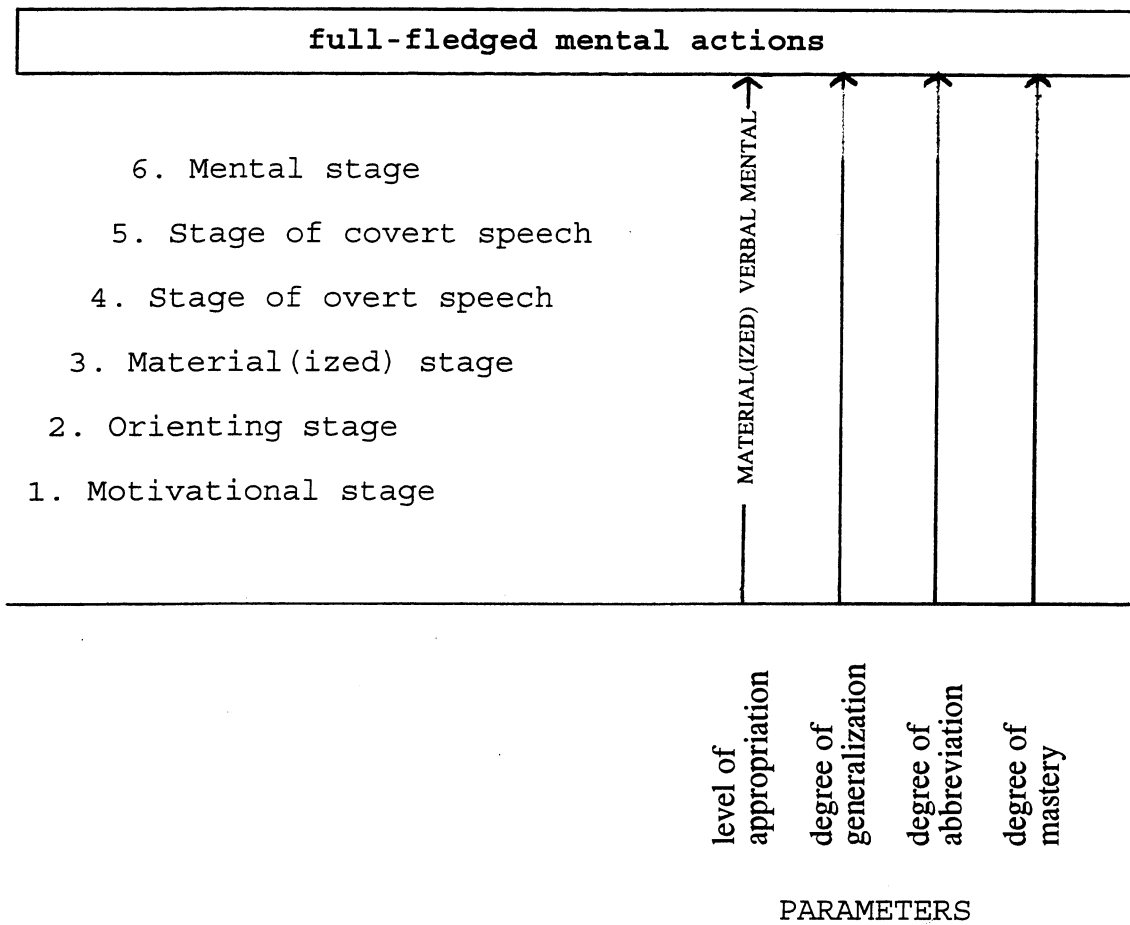 full-fledged mental actions
6. Mental stage
5. Stage of covert speech
4. Stage of overt speech
3. Material(ized) stage
2. Orienting stage
1. Motivational stage
MATERIAL(IZED) VERBAL MENTAL
level of
appropriation
degree of
generalization
degree of
abbreviation
degree of
mastery
PARAMETERS